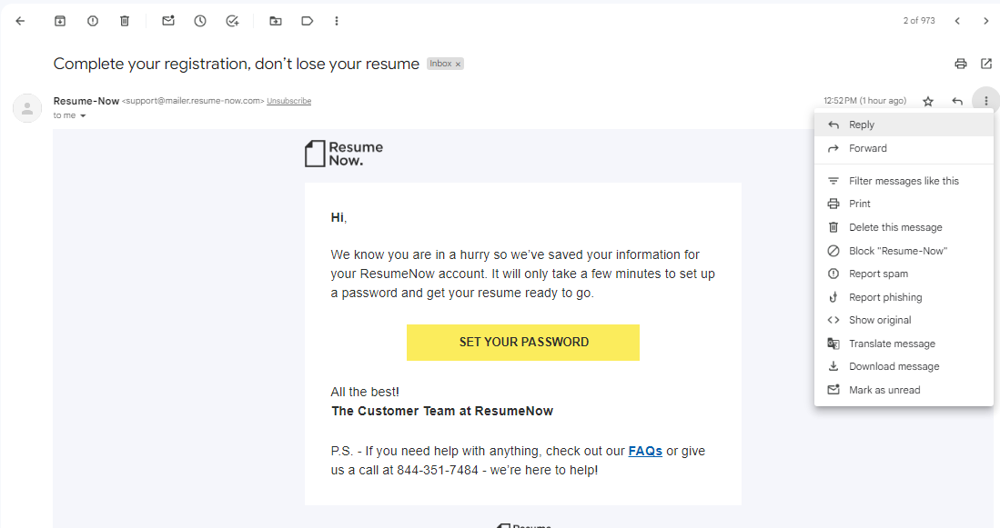 2 of 973
Complete your registration, don’t lose your resume
Inbox x
Resume-Now <support@mailer.resume-now.com> Unsubscribe
12:52 PM (1 hour ago)
to me
Resume
Now.
Hi,
We know you are in a hurry so we’ve saved your information for
your ResumeNow account. It will only take a few minutes to set up
a password and get your resume ready to go.
SET YOUR PASSWORD
All the best!
The Customer Team at ResumeNow
P.S. - If you need help with anything, check out our FAQs or give
us a call at 844-351-7484 - we’re here to help!
Reply
Forward
Filter messages like this
Print
Delete this message
Block "Resume-Now"
Report spam
Report phishing
Show original
Translate message
Download message
Mark as unread
Resume